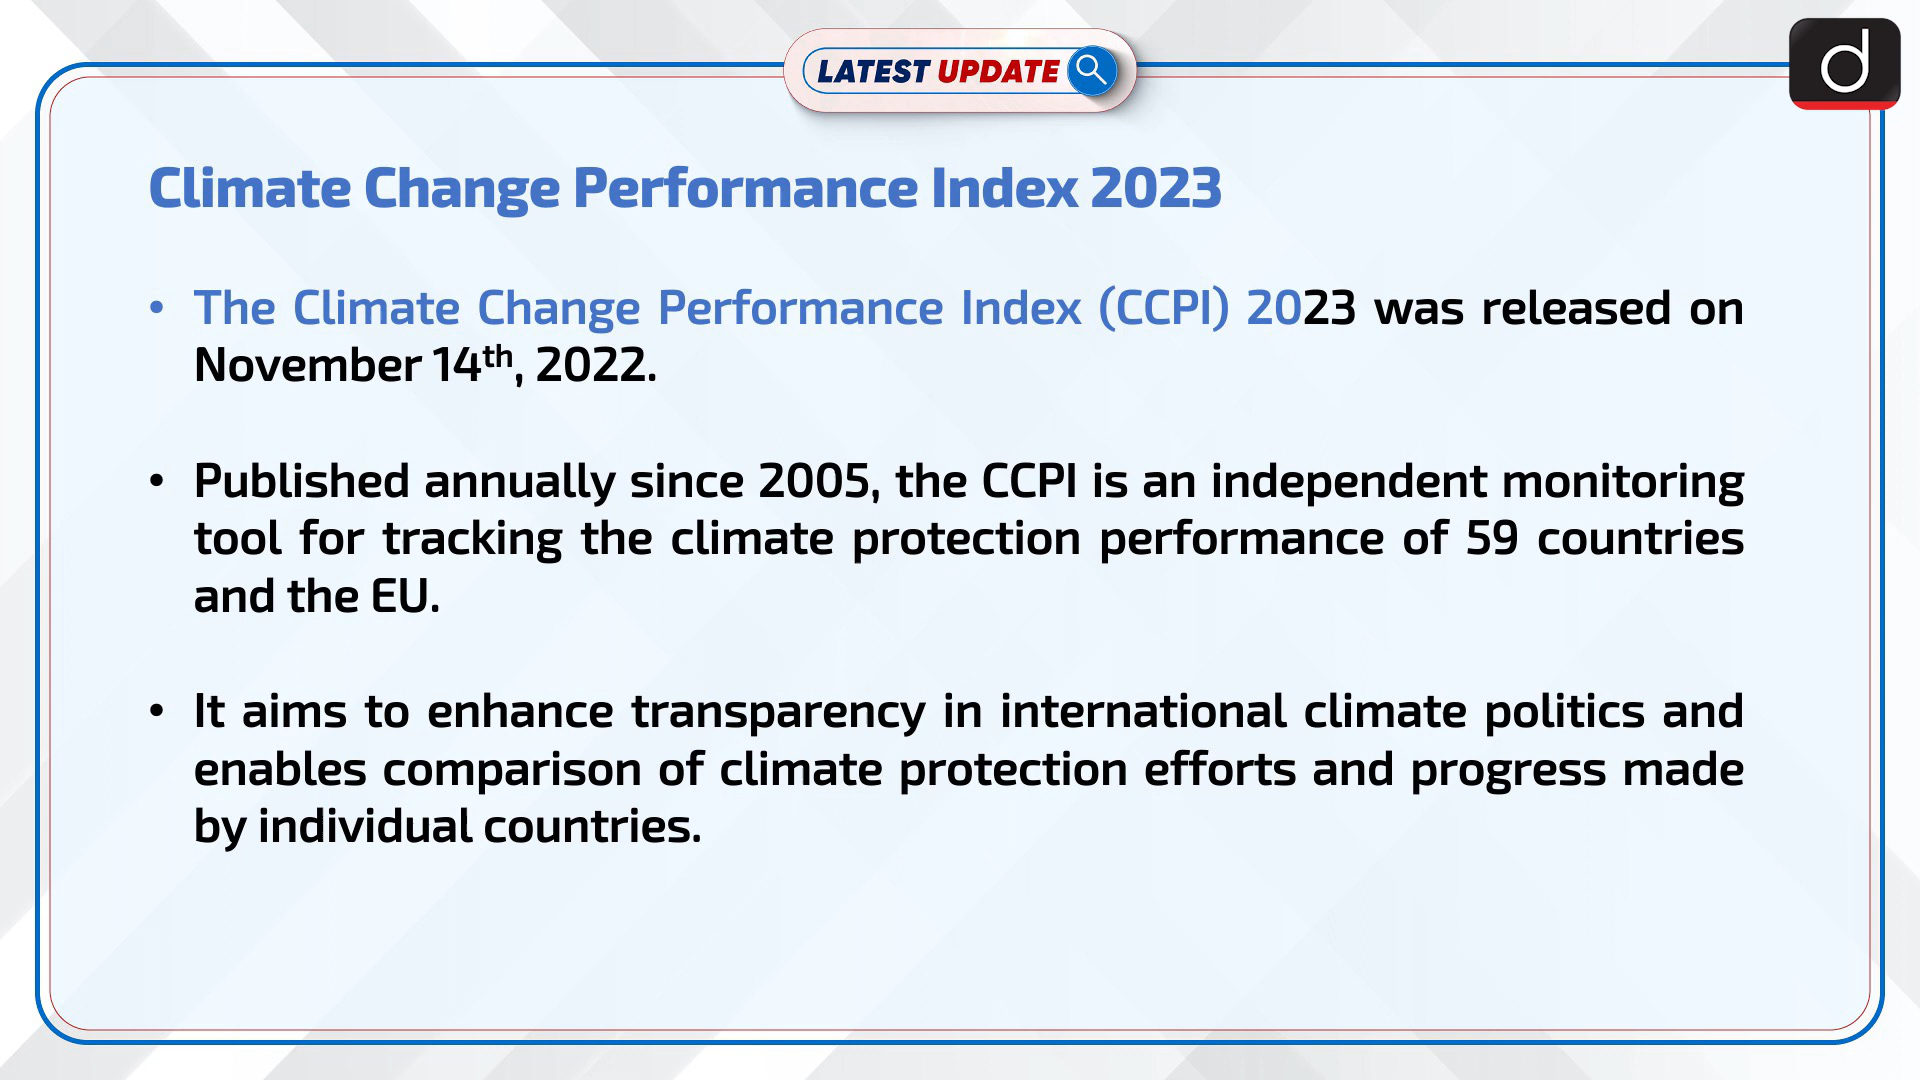 LATEST UPDATE
d
Climate Change Performance Index 2023
• The Climate Change Performance Index (CCPI) 2023 was released on
November 14th, 2022.
• Published annually since 2005, the CCPI is an independent monitoring
tool for tracking the climate protection performance of 59 countries
and the EU.
• It aims to enhance transparency in international climate politics and
enables comparison of climate protection efforts and progress made
by individual countries.